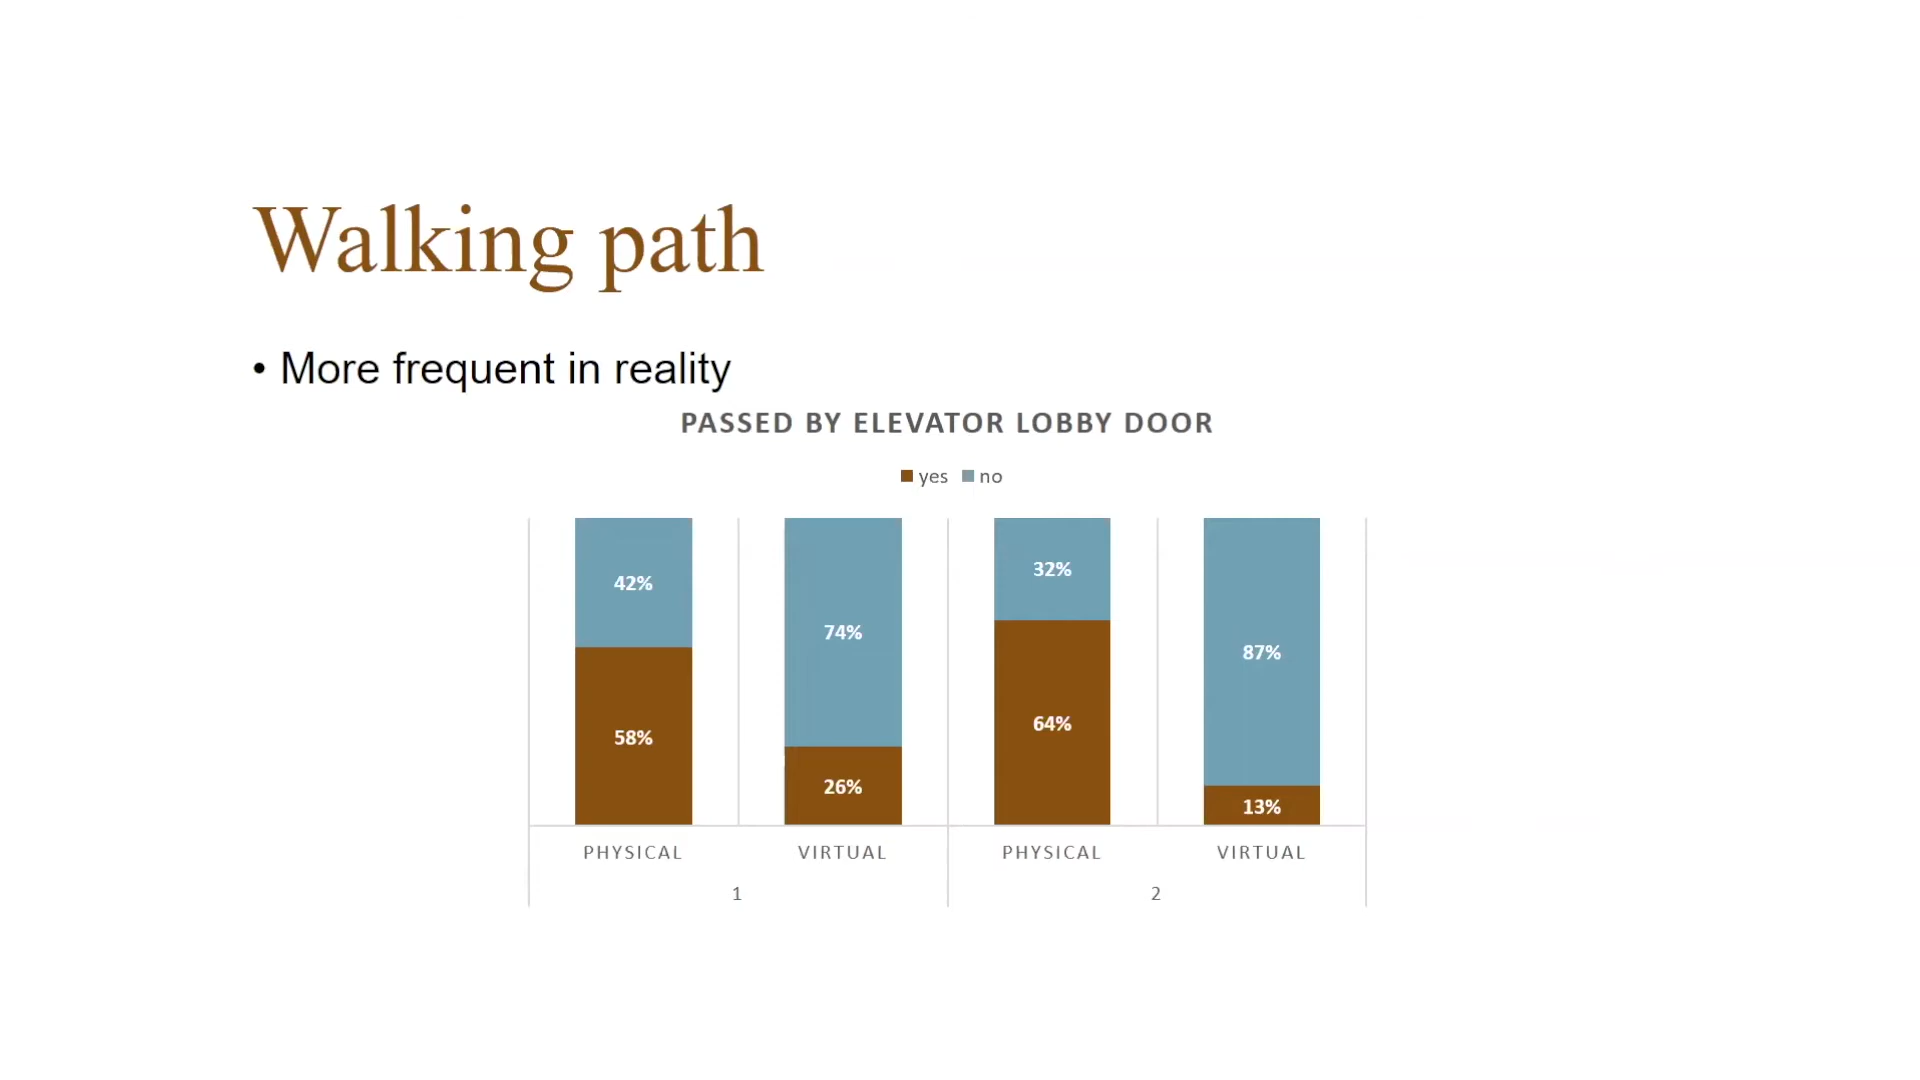 Walking path
• More frequent in reality
PASSED BY ELEVATOR LOBBY DOOR
yes no
42% 74% 32% 87%
58% 26% 64% 13%
PHYSICAL VIRTUAL PHYSICAL VIRTUAL
1 2